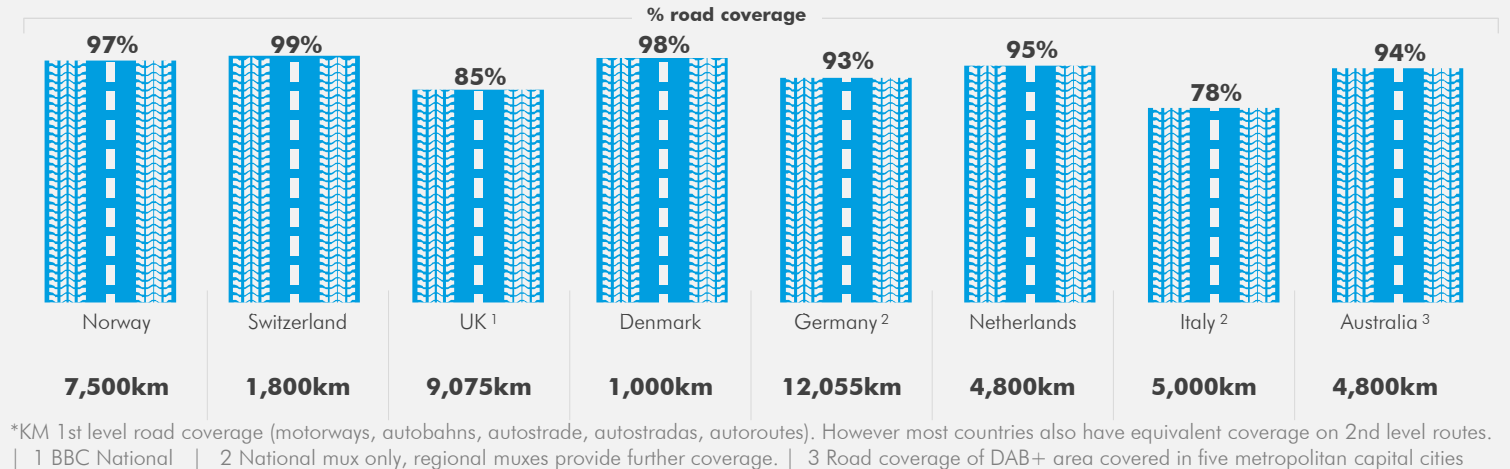 % road coverage
97% 99% 85% 98% 93% 95% 78% 94%
Norway Switzerland UK 1 Denmark Germany 2 Netherlands Italy 2 Australia 3
7,500km 1,800km 9,075km 1,000km 12,055km 4,800km 5,000km 4,800km
*KM 1st level road coverage (motorways, autobahns, autostrade, autostradas, autoroutes). However most countries also have equivalent coverage on 2nd level routes.
| 1 BBC National | 2 National mux only, regional muxes provide further coverage. | 3 Road coverage of DAB+ area covered in five metropolitan capital cities